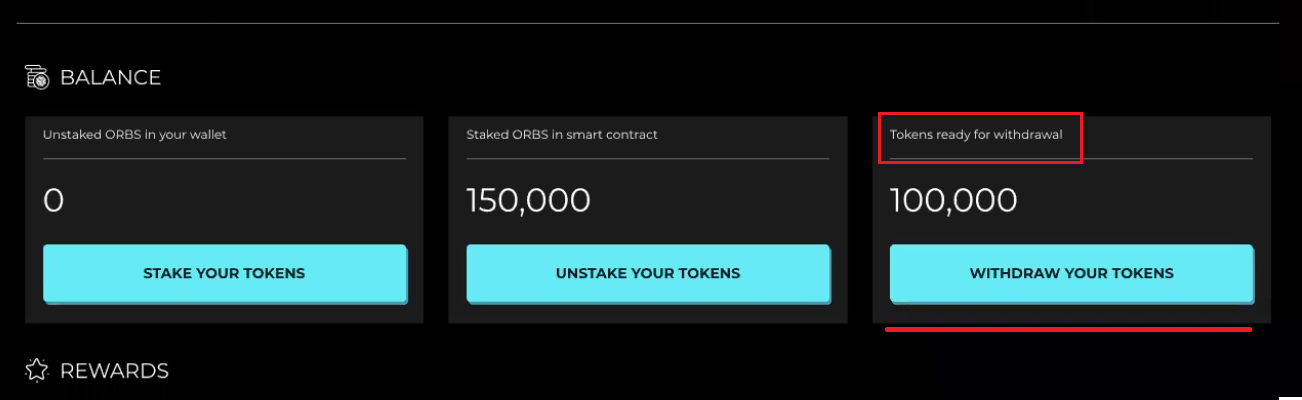 BALANCE
Unstaked ORBS in your wallet
0
STAKE YOUR TOKENS
Staked ORBS in smart contract
150,000
UNSTAKE YOUR TOKENS
Tokens ready for withdrawal
100,000
WITHDRAW YOUR TOKENS
REWARDS